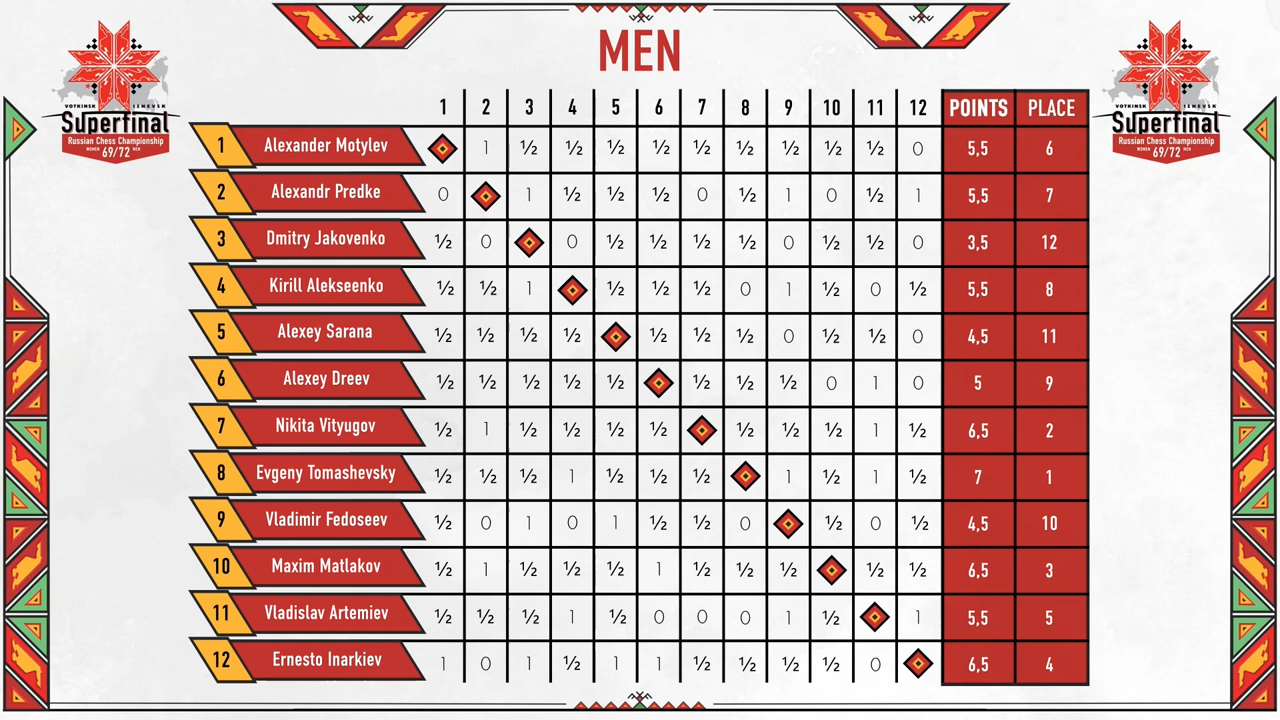 MEN
VOTKINSK IZHEVSK
Superfinal
Russian Chess Championship
WOMEN 69/72 MEN
VOTKINSK IZHEVSK
Superfinal
Russian Chess Championship
WOMEN 69/72 MEN
1 2 3 4 5 6 7 8 9 10 11 12 POINTS PLACE
1 Alexander Motylev 1 ½ ½ ½ ½ ½ ½ ½ ½ ½ 0 5,5 6
2 Alexandr Predke 0 1 ½ ½ ½ 0 ½ 1 0 ½ 1 5,5 7
3 Dmitry Jakovenko ½ 0 0 ½ ½ ½ ½ 0 ½ ½ 0 3,5 12
4 Kirill Alekseenko ½ ½ 1 ½ ½ ½ 0 1 ½ 0 ½ 5,5 8
5 Alexey Sarana ½ ½ ½ ½ ½ ½ ½ 0 ½ ½ 0 4,5 11
6 Alexey Dreev ½ ½ ½ ½ ½ ½ ½ ½ 0 1 0 5 9
7 Nikita Vityugov ½ 1 ½ ½ ½ ½ ½ ½ ½ 1 ½ 6,5 2
8 Evgeny Tomashevsky ½ ½ ½ 1 ½ ½ ½ 1 ½ 1 ½ 7 1
9 Vladimir Fedoseev ½ 0 1 0 1 ½ ½ 0 ½ 0 ½ 4,5 10
10 Maxim Matlakov ½ 1 ½ ½ ½ 1 ½ ½ ½ ½ ½ 6,5 3
11 Vladislav Artemiev ½ ½ ½ 1 ½ 0 0 0 1 ½ 1 5,5 5
12 Ernesto Inarkiev 1 0 1 ½ 1 1 ½ ½ ½ ½ 0 6,5 4